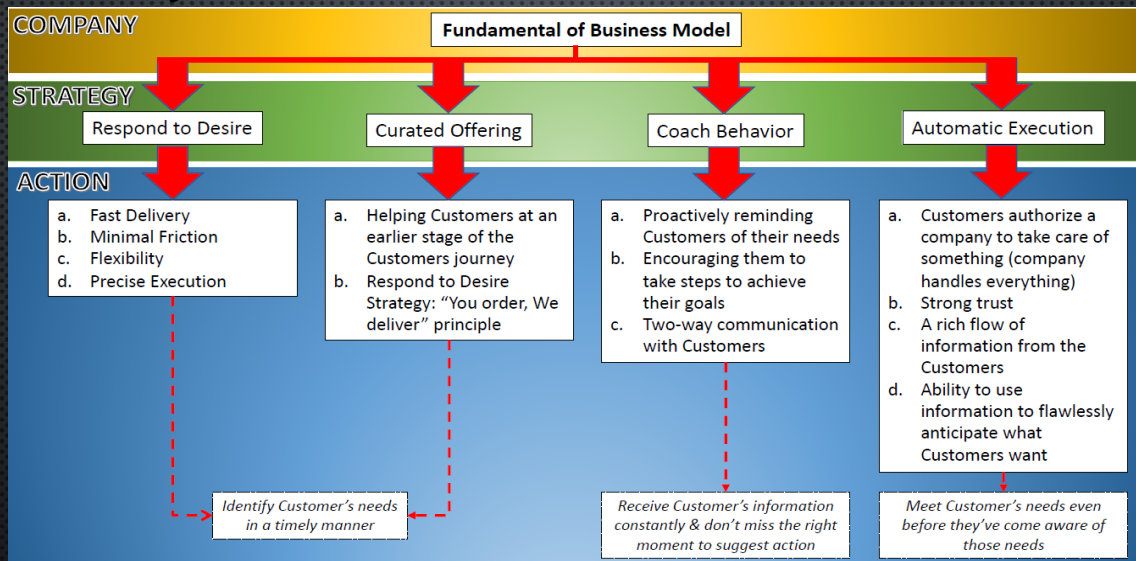 COMPANY
Fundamental of Business Model
STRATEGY
Respond to Desire
Curated Offering
Coach Behavior
Automatic Execution
ACTION
a. Fast Delivery
b. Minimal Friction
c. Flexibility
d. Precise Execution
a. Helping Customers at an
earlier stage of the
Customers journey
b. Respond to Desire
Strategy: “You order, We
deliver” principle
a. Proactively reminding
Customers of their needs
b. Encouraging them to
take steps to achieve
their goals
c. Two-way communication
with Customers
a. Customers authorize a
company to take care of
something (company
handles everything)
b. Strong trust
c. A rich flow of
information from the
Customers
d. Ability to use
information to flawlessly
anticipate what
Customers want
Identify Customer’s needs
in a timely manner
Receive Customer’s information
constantly & don’t miss the right
moment to suggest action
Meet Customer’s needs even
before they’ve come aware of
those needs